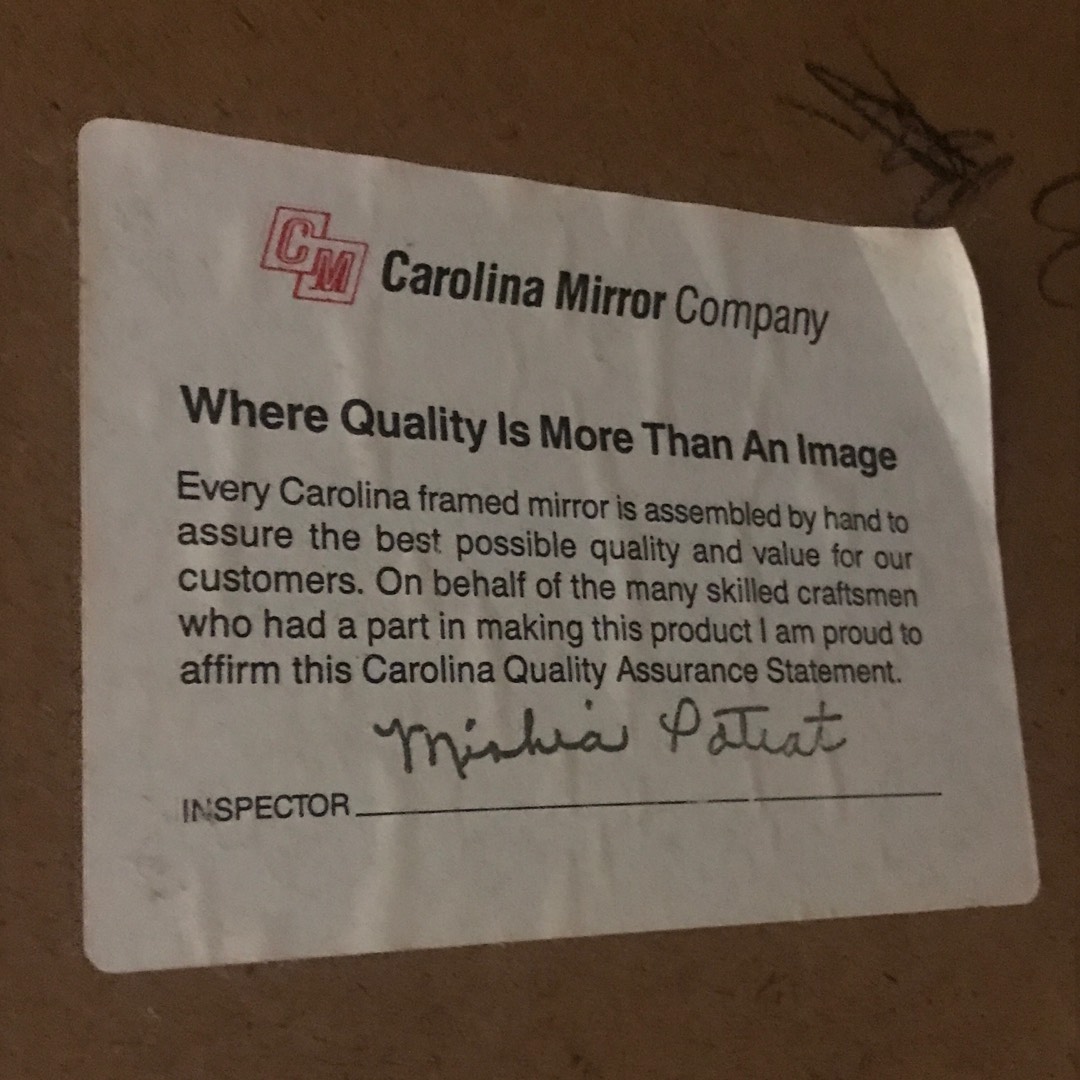 CM Carolina Mirror Company
Where Quality Is More Than An Image
Every Carolina framed mirror is assembled by hand to
assure the best possible quality and value for our
customers. On behalf of the many skilled craftsmen
who had a part in making this product I am proud to
affirm this Carolina Quality Assurance Statement.
INSPECTOR